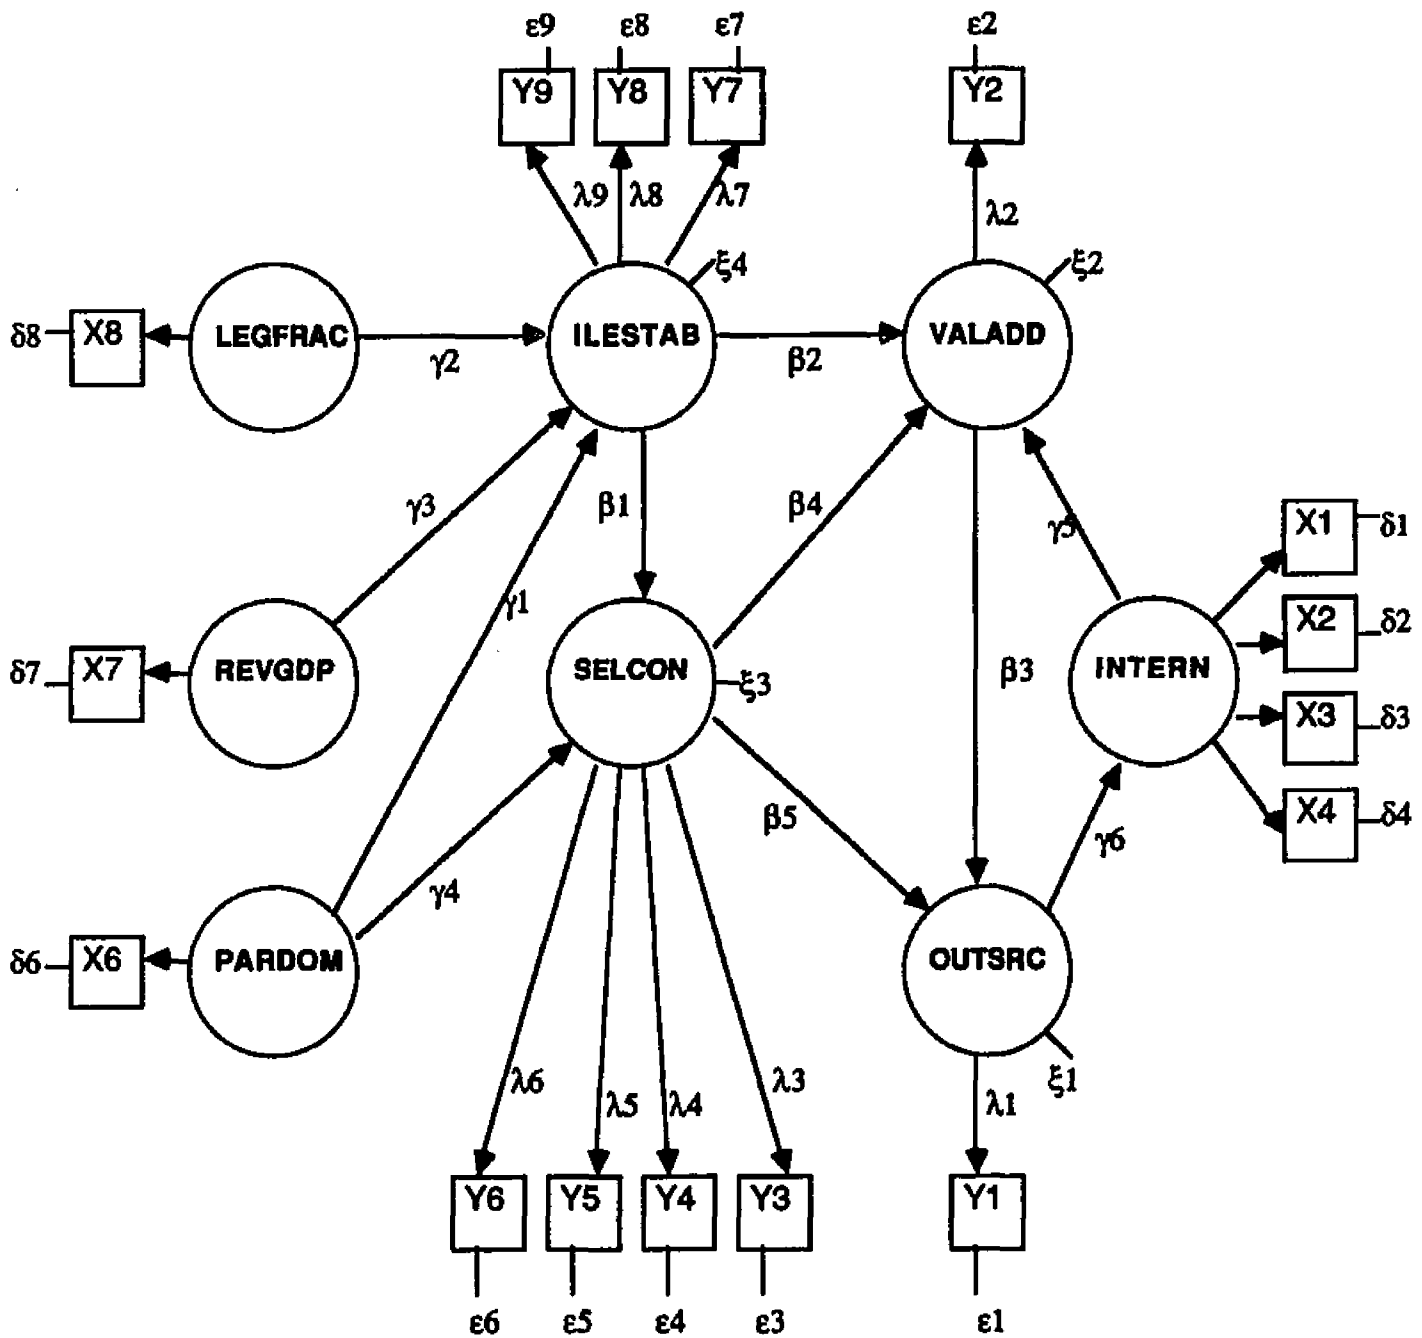 ε9 ε8 ε7 ε2
Y9 Y8 Y7 Y2
λ9 λ8 λ7 λ2
ξ4 ξ2
δ8 X8 LEGFRAC ILESTAB VALADD
γ2 β2
γ3 β1 β4 γ5 X1 δ1
γ1 X2 δ2
δ7 X7 REVGDP SELCON ξ3 β3 INTERN
X3 δ3
β5 γ6 X4 δ4
γ4
δ6 X6 PARDOM OUTSRC
λ6 λ5 λ4 λ3 λ1 ξ1
Y6 Y5 Y4 Y3 Y1
ε6 ε5 ε4 ε3 ε1